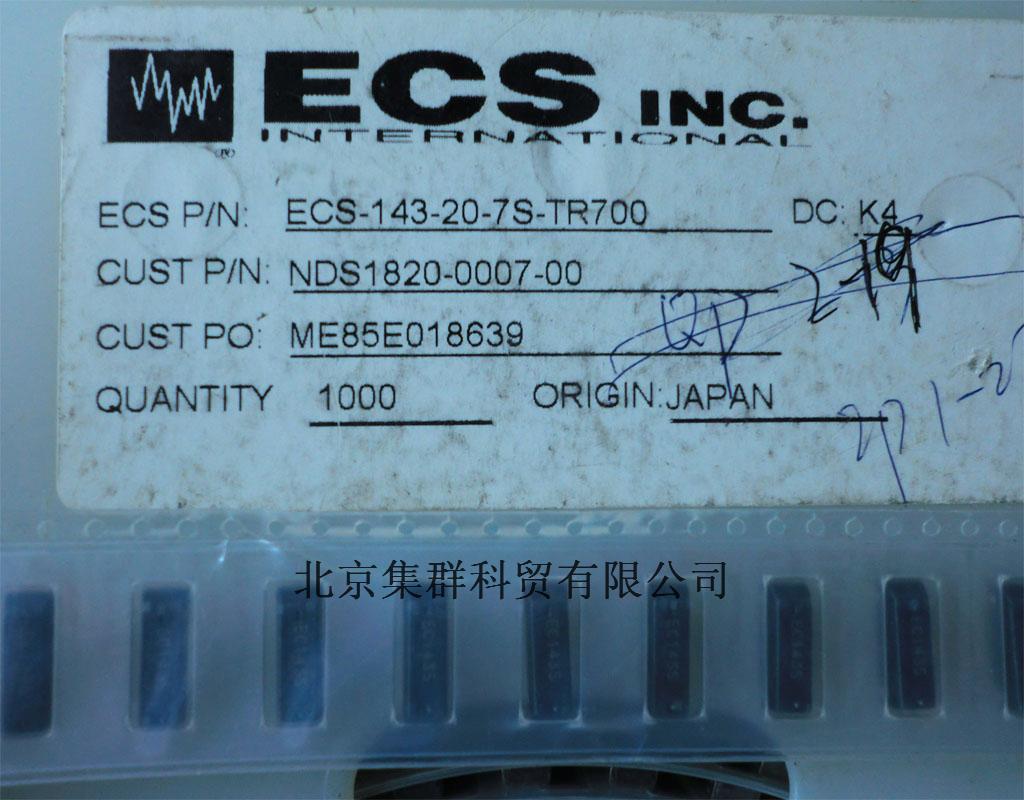 ECS INC.
INTERNATIONAL
®
ECS P/N: ECS-143-20-7S-TR700 DC: K4
CUST P/N: NDS1820-0007-00
CUST PO: ME85E018639
QUANTITY 1000 ORIGIN: JAPAN
北京集群科贸有限公司